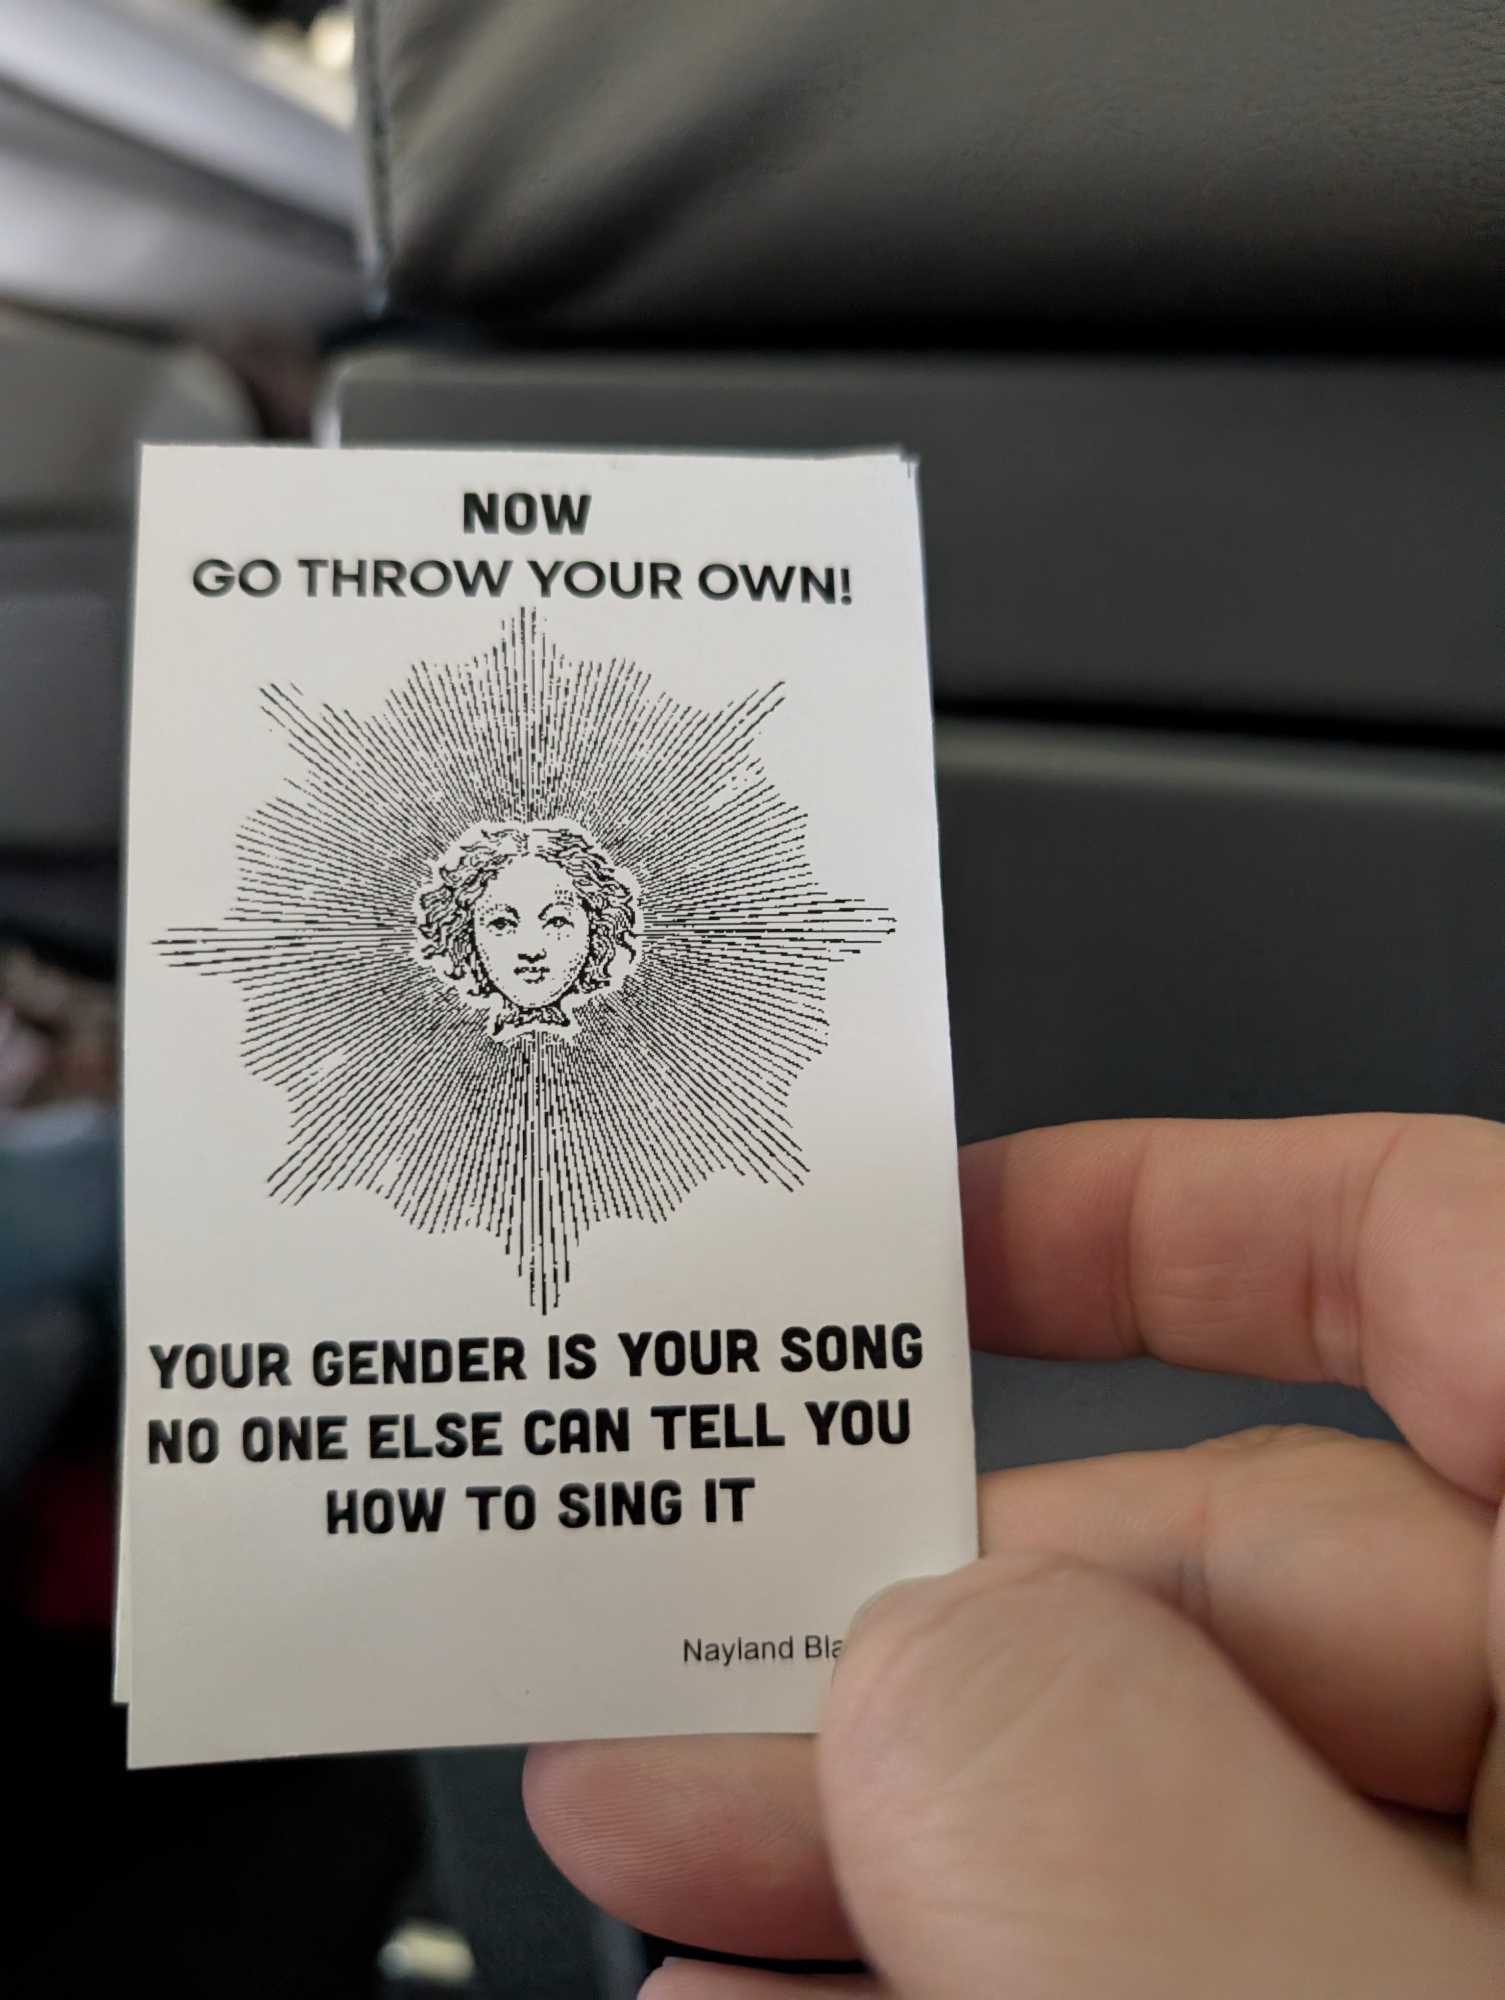 NOW
GO THROW YOUR OWN!
YOUR GENDER IS YOUR SONG
NO ONE ELSE CAN TELL YOU
HOW TO SING IT
Nayland